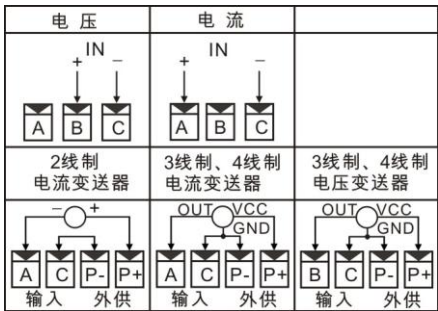 电压 电流
IN IN
+ − + −
A B C A B C
2线制 3线制、4线制 3线制、4线制
电流变送器 电流变送器 电压变送器
− + OUT VCC OUT VCC
GND GND
A C P- P+ A C P- P+ B C P- P+
输入 外供 输入 外供 输入 外供